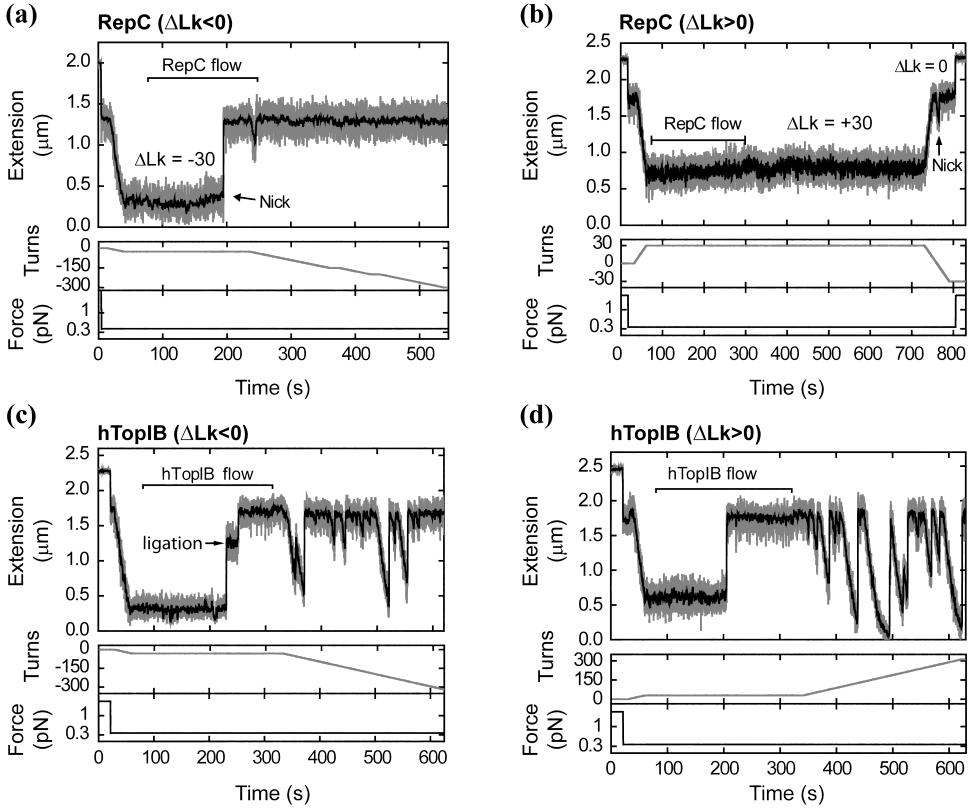 (a)
RepC (ΔLk<0)
Extension
(μm)
2.0
1.5
1.0
0.5
0.0
RepC flow
ΔLk = -30
Nick
Turns
0
-150
-300
Force
(pN)
1
0.3
0 100 200 300 400 500
Time (s)
(b)
RepC (ΔLk>0)
Extension
(μm)
2.5
2.0
1.5
1.0
0.5
0.0
ΔLk = 0
RepC flow
ΔLk = +30
Nick
Turns
30
0
-30
Force
(pN)
1
0.3
0 100 200 300 400 500 600 700 800
Time (s)
(c)
hTopIB (ΔLk<0)
Extension
(μm)
2.5
2.0
1.5
1.0
0.5
0.0
hTopIB flow
ligation
Turns
0
-150
-300
Force
(pN)
1
0.3
0 100 200 300 400 500 600
Time (s)
(d)
hTopIB (ΔLk>0)
Extension
(μm)
2.5
2.0
1.5
1.0
0.5
0.0
hTopIB flow
Turns
300
150
0
Force
(pN)
1
0.3
0 100 200 300 400 500 600
Time (s)